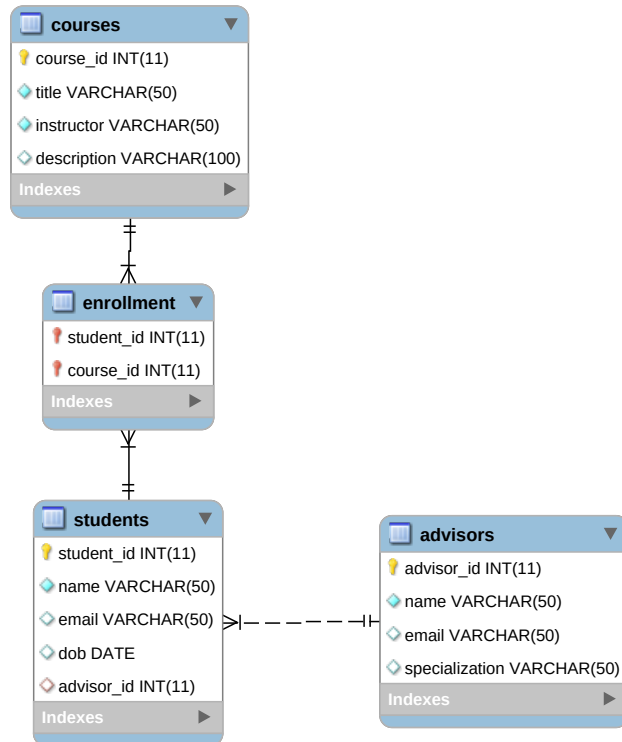 courses
course_id INT(11)
title VARCHAR(50)
instructor VARCHAR(50)
description VARCHAR(100)
Indexes
enrollment
student_id INT(11)
course_id INT(11)
Indexes
students
student_id INT(11)
name VARCHAR(50)
email VARCHAR(50)
dob DATE
advisor_id INT(11)
Indexes
advisors
advisor_id INT(11)
name VARCHAR(50)
email VARCHAR(50)
specialization VARCHAR(50)
Indexes